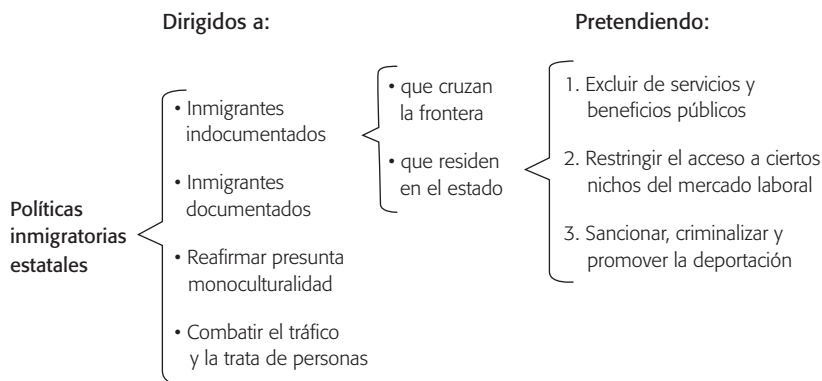 Dirigidos a:
Pretendiendo:
Políticas
inmigratorias
estatales
• Inmigrantes
indocumentados
• Inmigrantes
documentados
• Reafirmar presunta
monoculturalidad
• Combatir el tráfico
y la trata de personas
• que cruzan
la frontera
• que residen
en el estado
1. Excluir de servicios y
beneficios públicos
2. Restringir el acceso a ciertos
nichos del mercado laboral
3. Sancionar, criminalizar y
promover la deportación